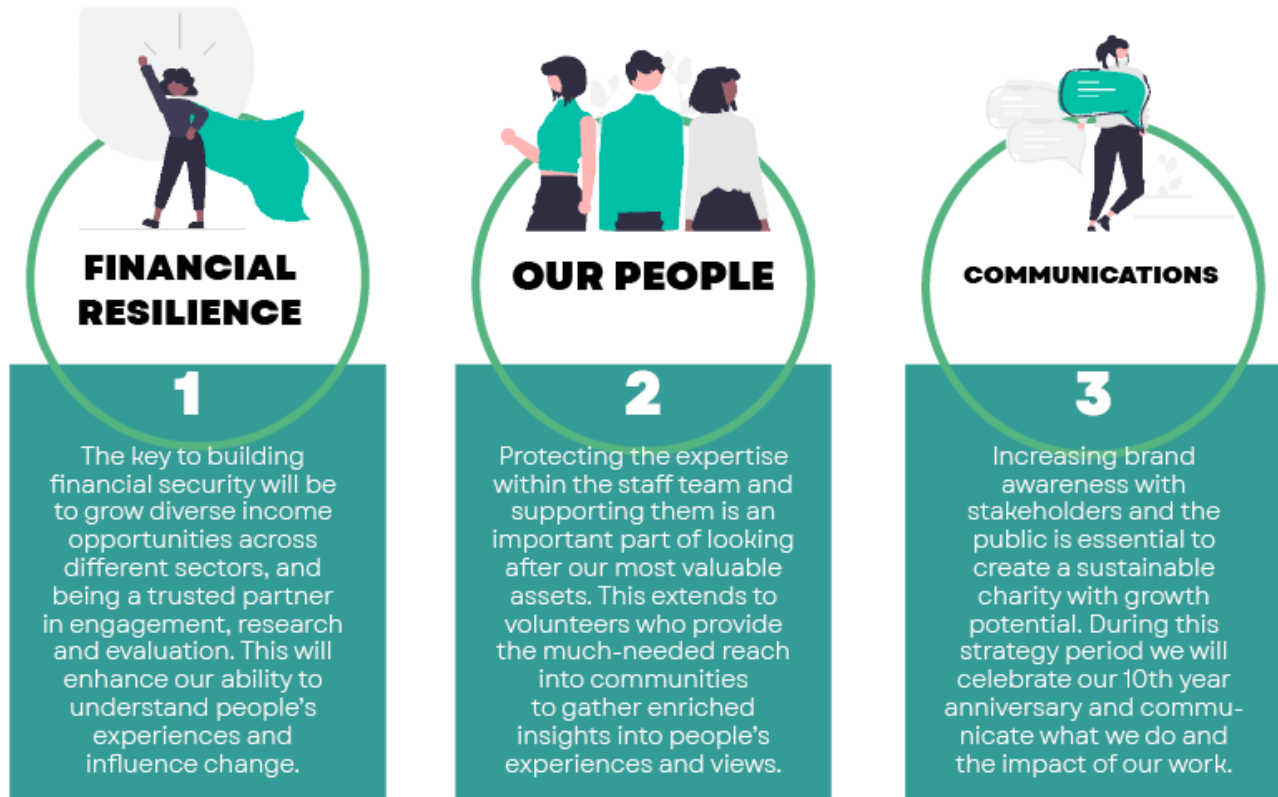 FINANCIAL
RESILIENCE
1
The key to building
financial security will be
to grow diverse income
opportunities across
different sectors, and
being a trusted partner
in engagement, research
and evaluation. This will
enhance our ability to
understand people's
experiences and
influence change.
OUR PEOPLE
2
Protecting the expertise
within the staff team and
supporting them is an
important part of looking
after our most valuable
assets. This extends to
volunteers who provide
the much-needed reach
into communities
to gather enriched
insights into people's
experiences and views.
COMMUNICATIONS
3
Increasing brand
awareness with
stakeholders and the
public is essential to
create a sustainable
charity with growth
potential. During this
strategy period we will
celebrate our 10th year
anniversary and commu-
nicate what we do and
the impact of our work.